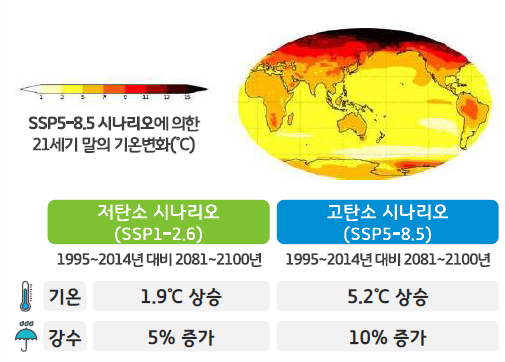 1 3 5 7 9 11 13 15
SSP5-8.5 시나리오에 의한
21세기 말의 기온변화(℃)
저탄소 시나리오
(SSP1-2.6)
고탄소 시나리오
(SSP5-8.5)
1995~2014년 대비 2081~2100년
1995~2014년 대비 2081~2100년
기온
1.9℃ 상승
5.2℃ 상승
강수
5% 증가
10% 증가